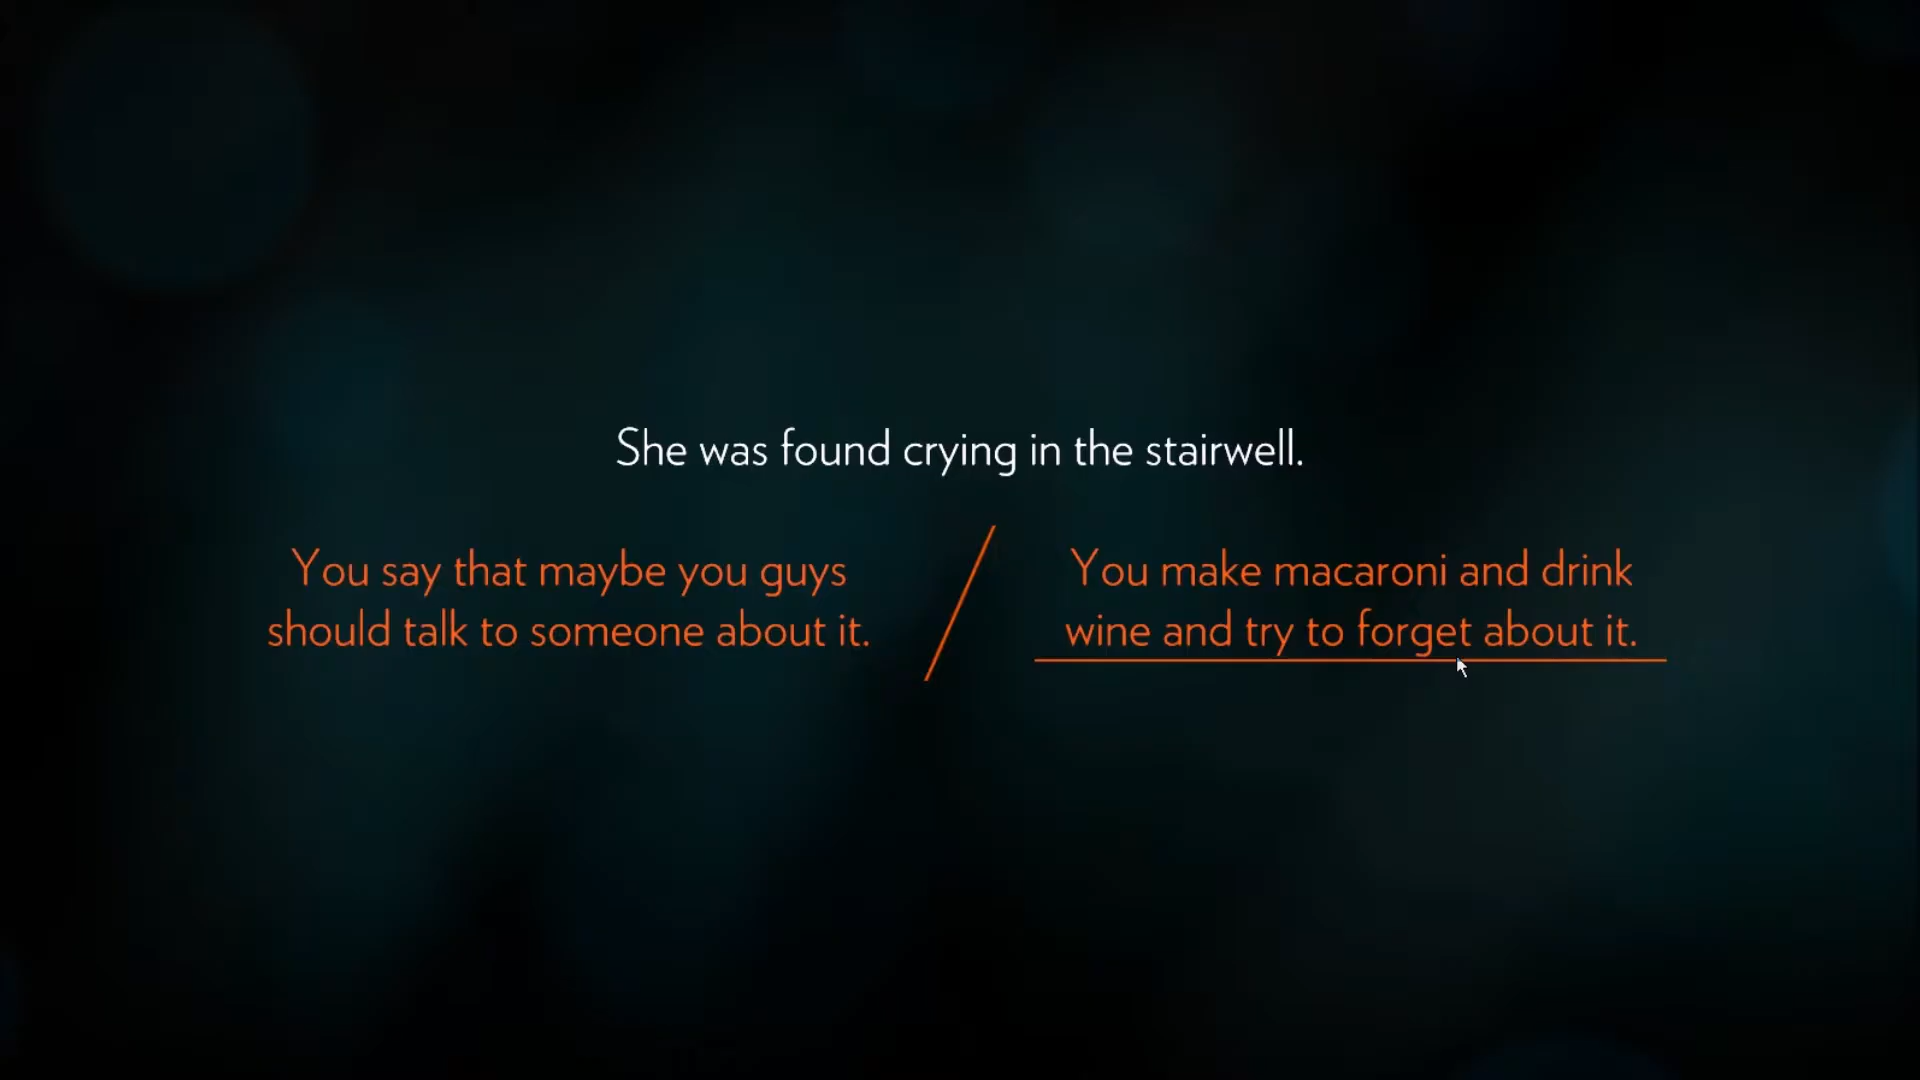 She was found crying in the stairwell.
You say that maybe you guys
should talk to someone about it.
You make macaroni and drink
wine and try to forget about it.